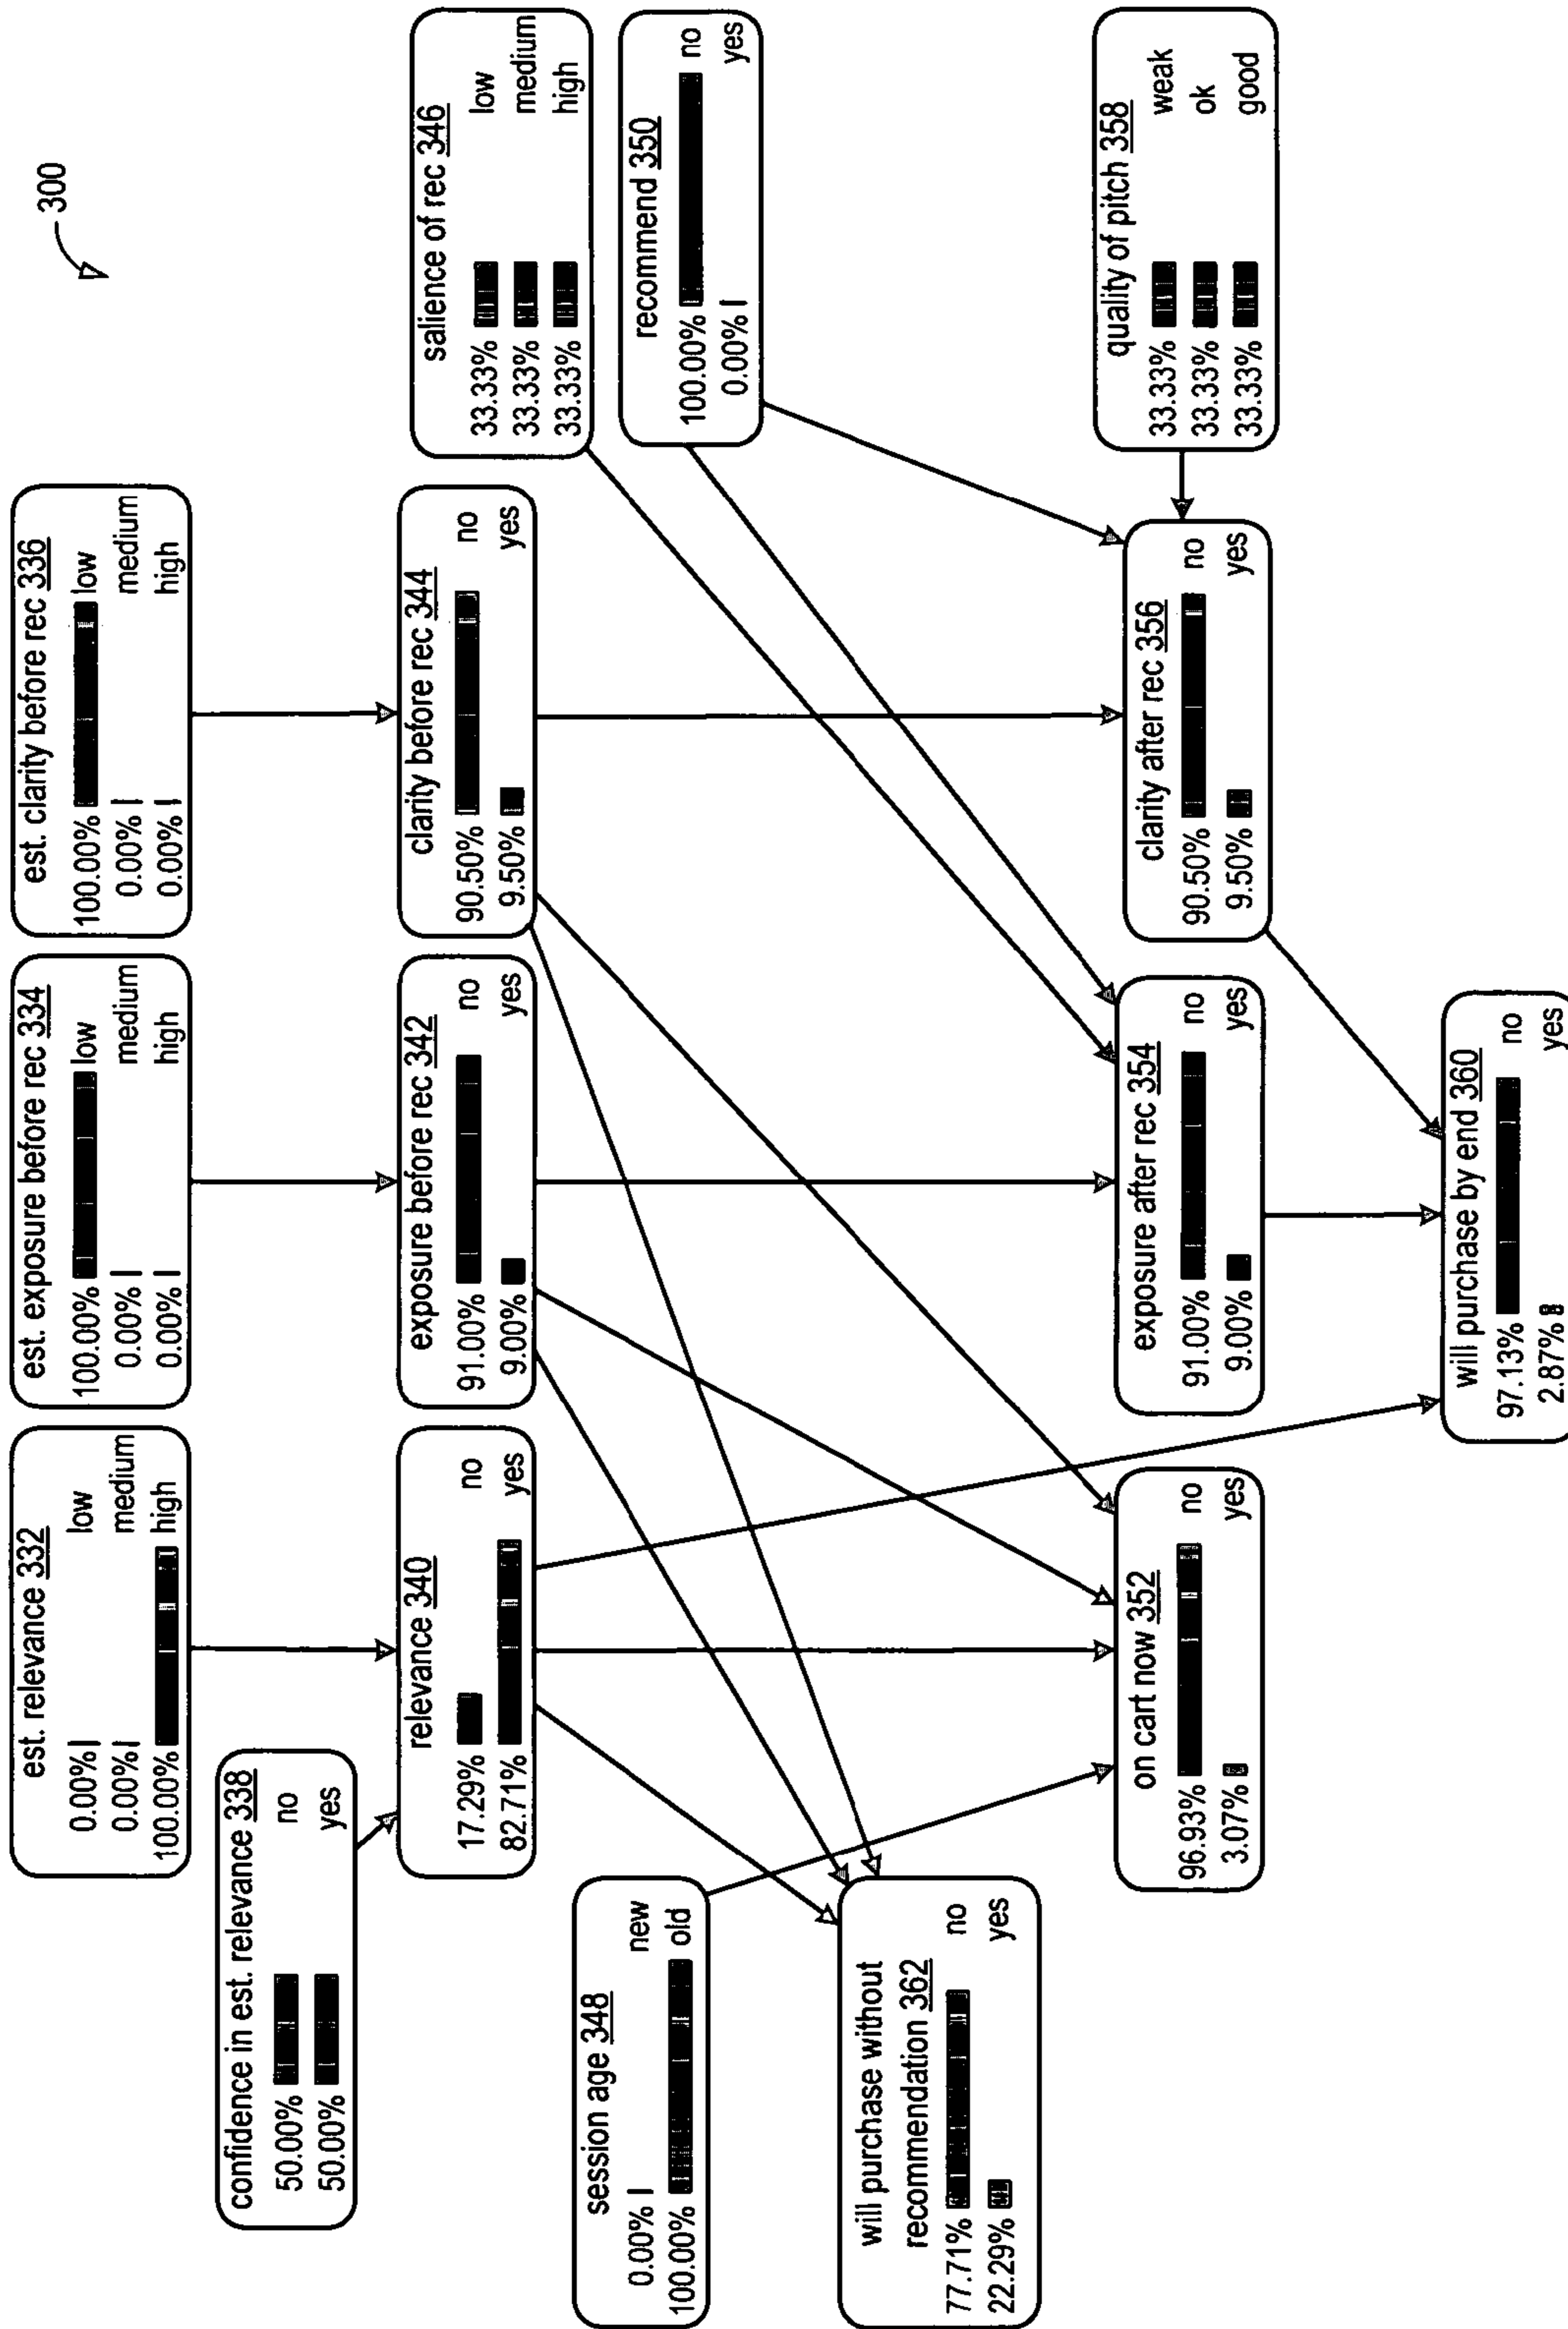 300
est. relevance 332
0.00% low
0.00% medium
100.00% high
est. exposure before rec 334
100.00% low
0.00% medium
0.00% high
est. clarity before rec 336
100.00% low
0.00% medium
0.00% high
confidence in est. relevance 338
50.00% no
50.00% yes
relevance 340
17.29% no
82.71% yes
exposure before rec 342
91.00% no
9.00% yes
clarity before rec 344
90.50% no
9.50% yes
salience of rec 346
33.33% low
33.33% medium
33.33% high
session age 348
0.00% new
100.00% old
recommend 350
100.00% no
0.00% yes
will purchase without
recommendation 362
77.71% no
22.29% yes
on cart now 352
96.93% no
3.07% yes
exposure after rec 354
91.00% no
9.00% yes
clarity after rec 356
90.50% no
9.50% yes
quality of pitch 358
33.33% weak
33.33% ok
33.33% good
will purchase by end 360
97.13% no
2.87% yes